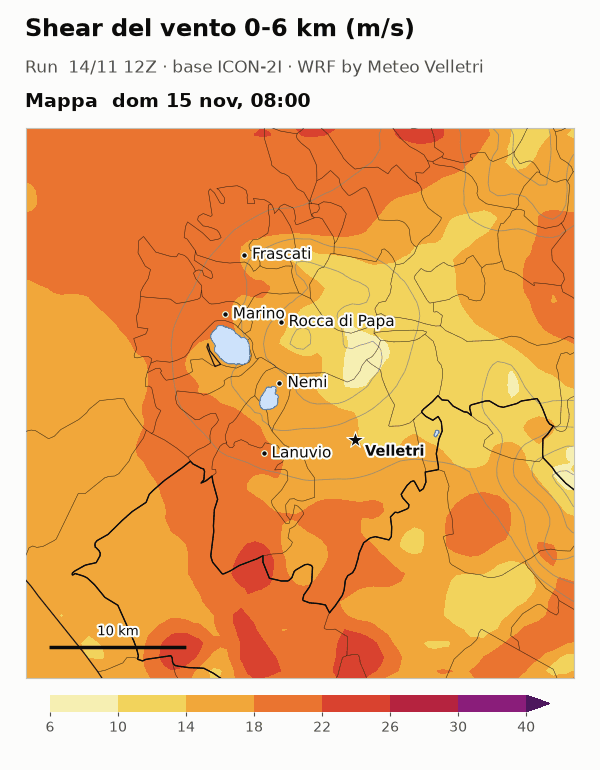 Shear del vento 0-6 km (m/s)
Run  14/11 12Z · base ICON-2I · WRF by Meteo Velletri
Mappa  dom 15 nov, 08:00
Frascati
Marino
Rocca di Papa
Nemi
Velletri
Lanuvio
10 km
6 10 14 18 22 26 30 40